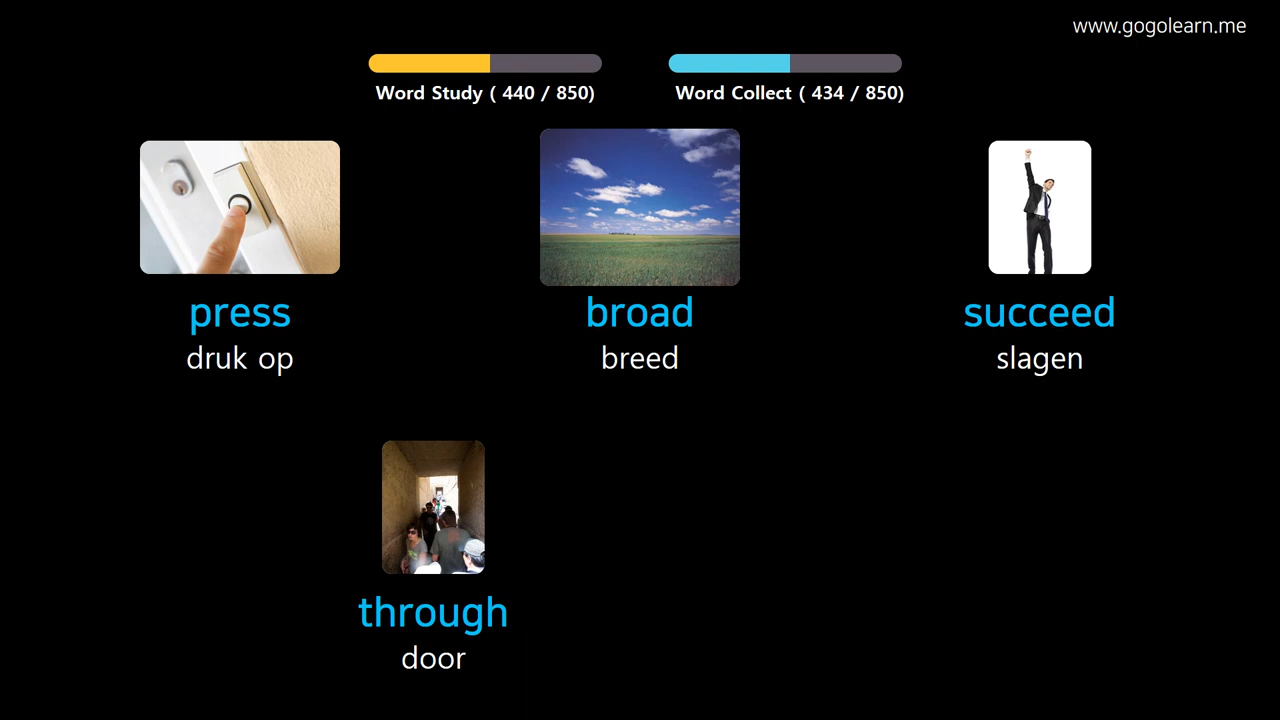 www.gogolearn.me
Word Study ( 440 / 850)
Word Collect ( 434 / 850)
press
druk op
broad
breed
succeed
slagen
through
door